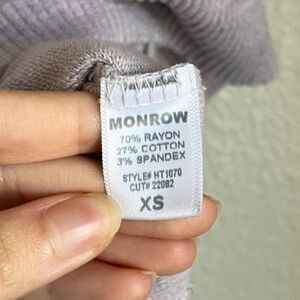 MONROW
70% RAYON
27% COTTON
3% SPANDEX
STYLE# HT1070
CUT# 22082
XS